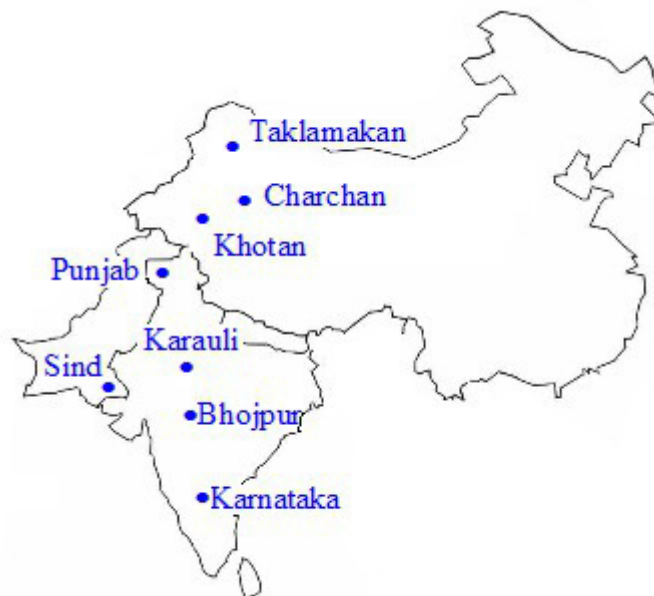 Taklamakan
Charchan
Khotan
Punjab
Karauli
Sind
Bhojpur
Karnataka